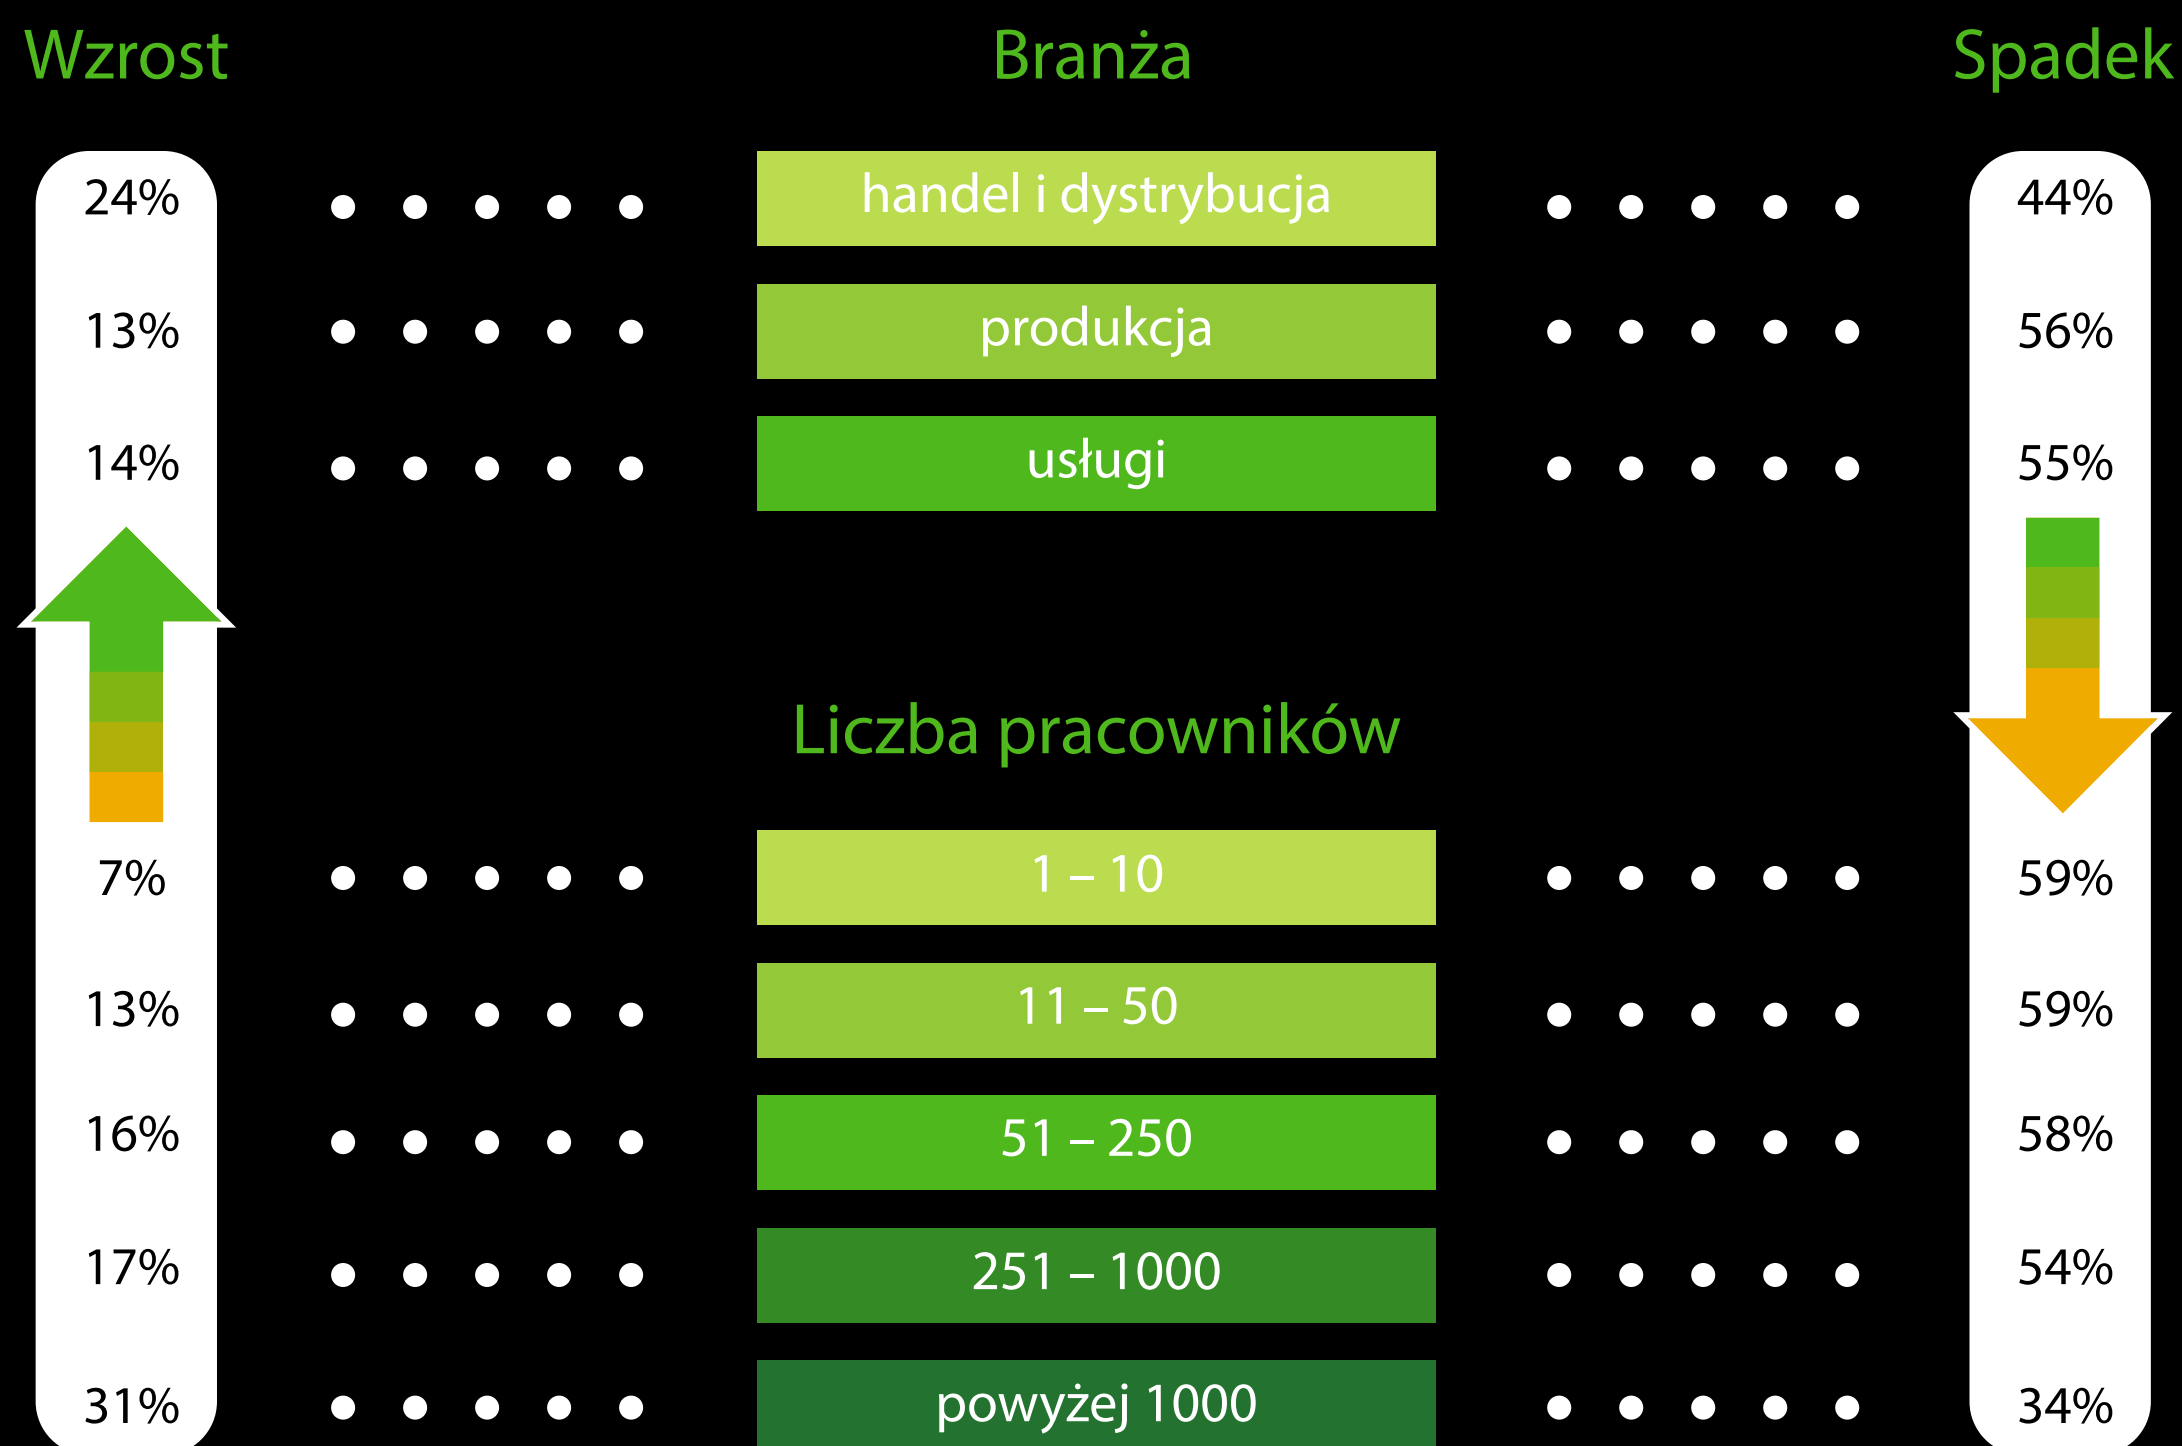 Wzrost Branża Spadek
24% handel i dystrybucja 44%
13% produkcja 56%
14% usługi 55%
Liczba pracowników
7% 1 – 10 59%
13% 11 – 50 59%
16% 51 – 250 58%
17% 251 – 1000 54%
31% powyżej 1000 34%